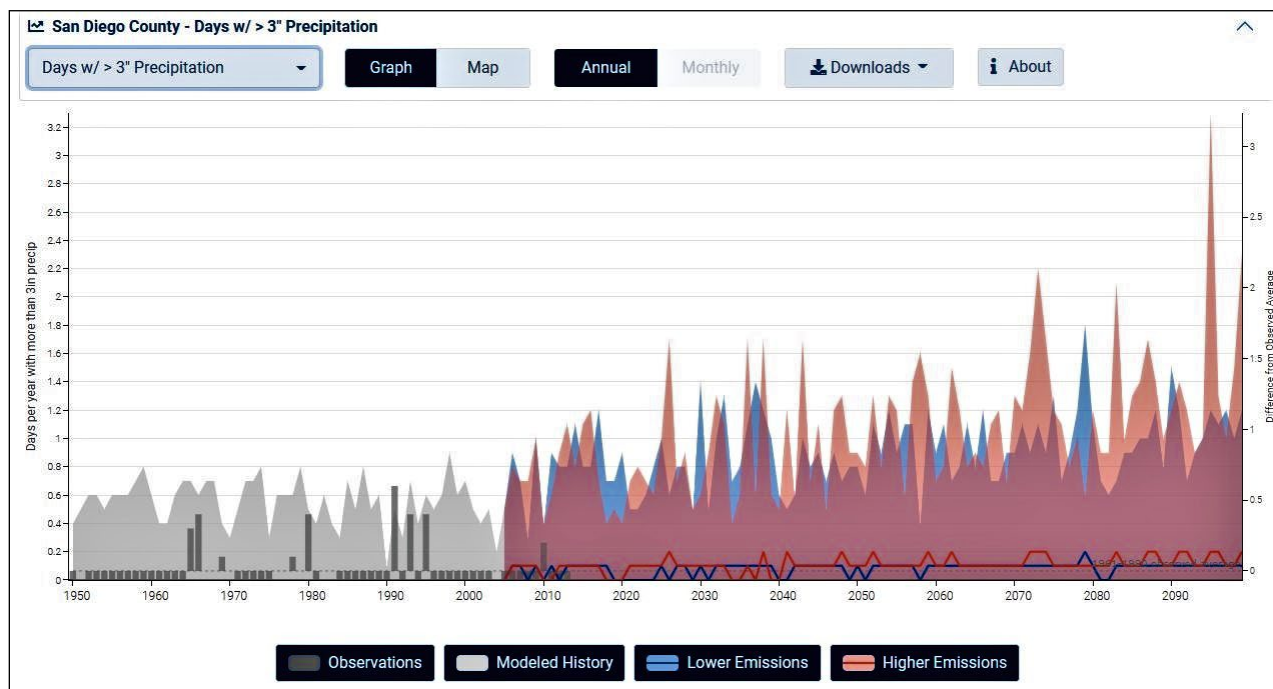 San Diego County - Days w/ > 3" Precipitation
Days w/ > 3" Precipitation
Graph
Map
Annual
Monthly
Downloads
i About
Days per year with more than 3in precip
3.2
3
2.8
2.6
2.4
2.2
2
1.8
1.6
1.4
1.2
1
0.8
0.6
0.4
0.2
0
3
2.5
2
1.5
1
0.5
0
Difference from Observed Average
1961-1990 observed average
1950
1960
1970
1980
1990
2000
2010
2020
2030
2040
2050
2060
2070
2080
2090
Observations
Modeled History
Lower Emissions
Higher Emissions